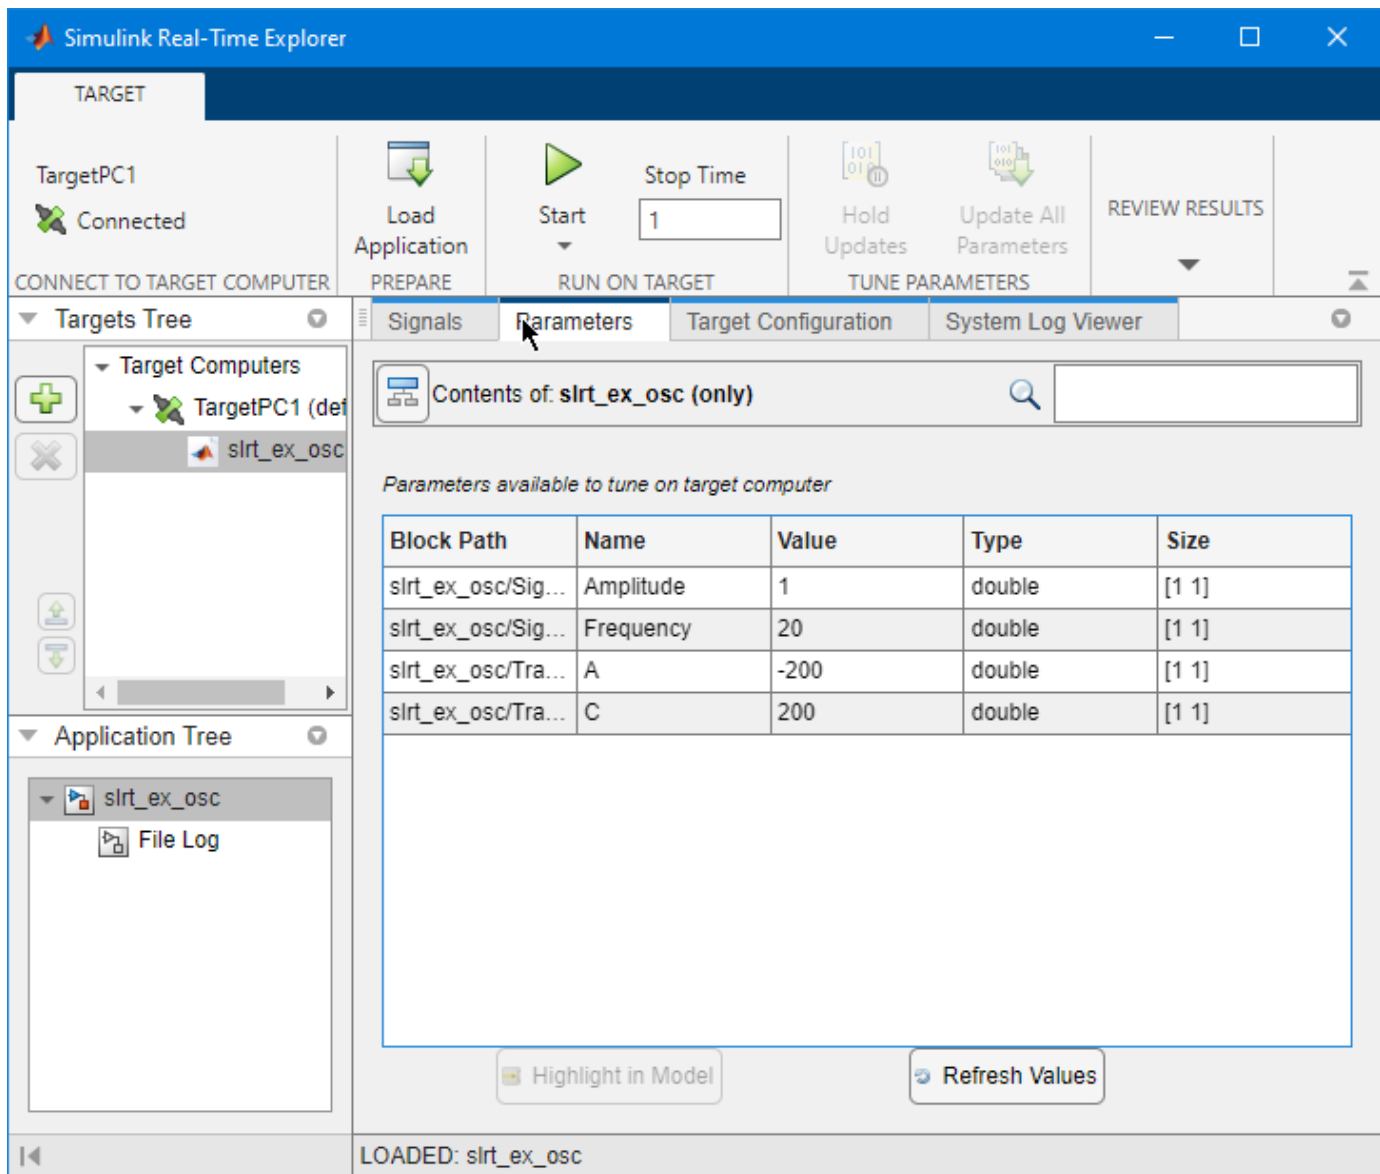 Simulink Real-Time Explorer
TARGET
TargetPC1
Connected
CONNECT TO TARGET COMPUTER
Load
Application
PREPARE
Start
Stop Time
1
RUN ON TARGET
Hold
Updates
Update All
Parameters
TUNE PARAMETERS
REVIEW RESULTS
Targets Tree
Target Computers
TargetPC1 (def
slrt_ex_osc
Application Tree
slrt_ex_osc
File Log
Signals
Parameters
Target Configuration
System Log Viewer
Contents of: slrt_ex_osc (only)
Parameters available to tune on target computer
Block Path Name Value Type Size
slrt_ex_osc/Sig... Amplitude 1 double [1 1]
slrt_ex_osc/Sig... Frequency 20 double [1 1]
slrt_ex_osc/Tra... A -200 double [1 1]
slrt_ex_osc/Tra... C 200 double [1 1]
Highlight in Model
Refresh Values
LOADED: slrt_ex_osc